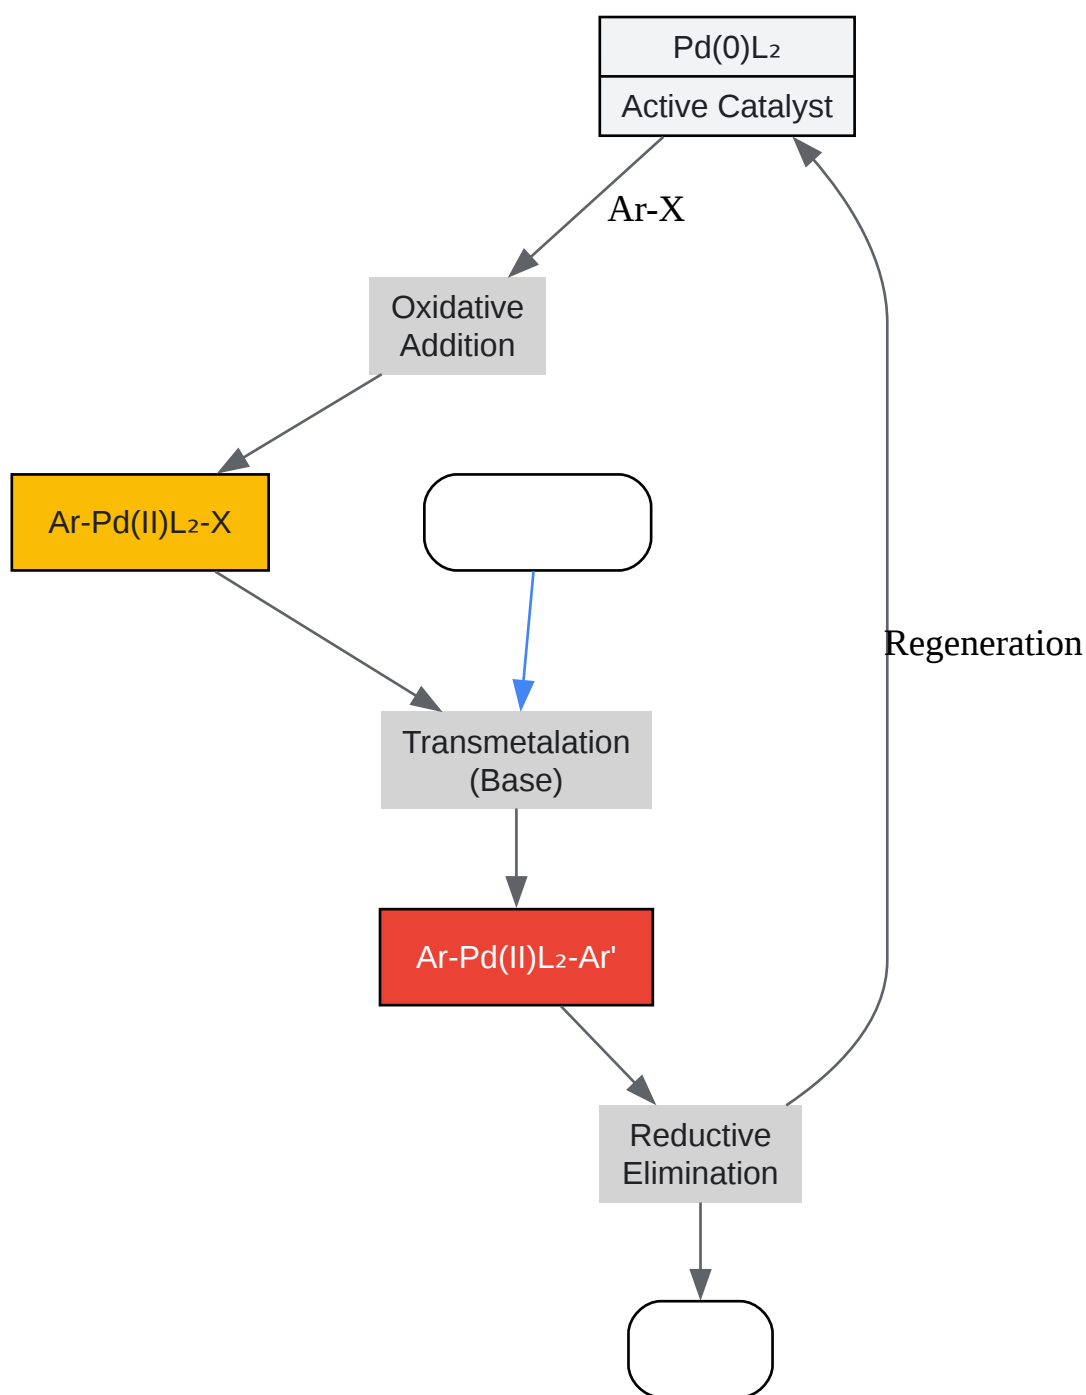 Pd(0)L₂
Active Catalyst
Ar-X
Oxidative
Addition
Ar-Pd(II)L₂-X
Regeneration
Transmetalation
(Base)
Ar-Pd(II)L₂-Ar'
Reductive
Elimination